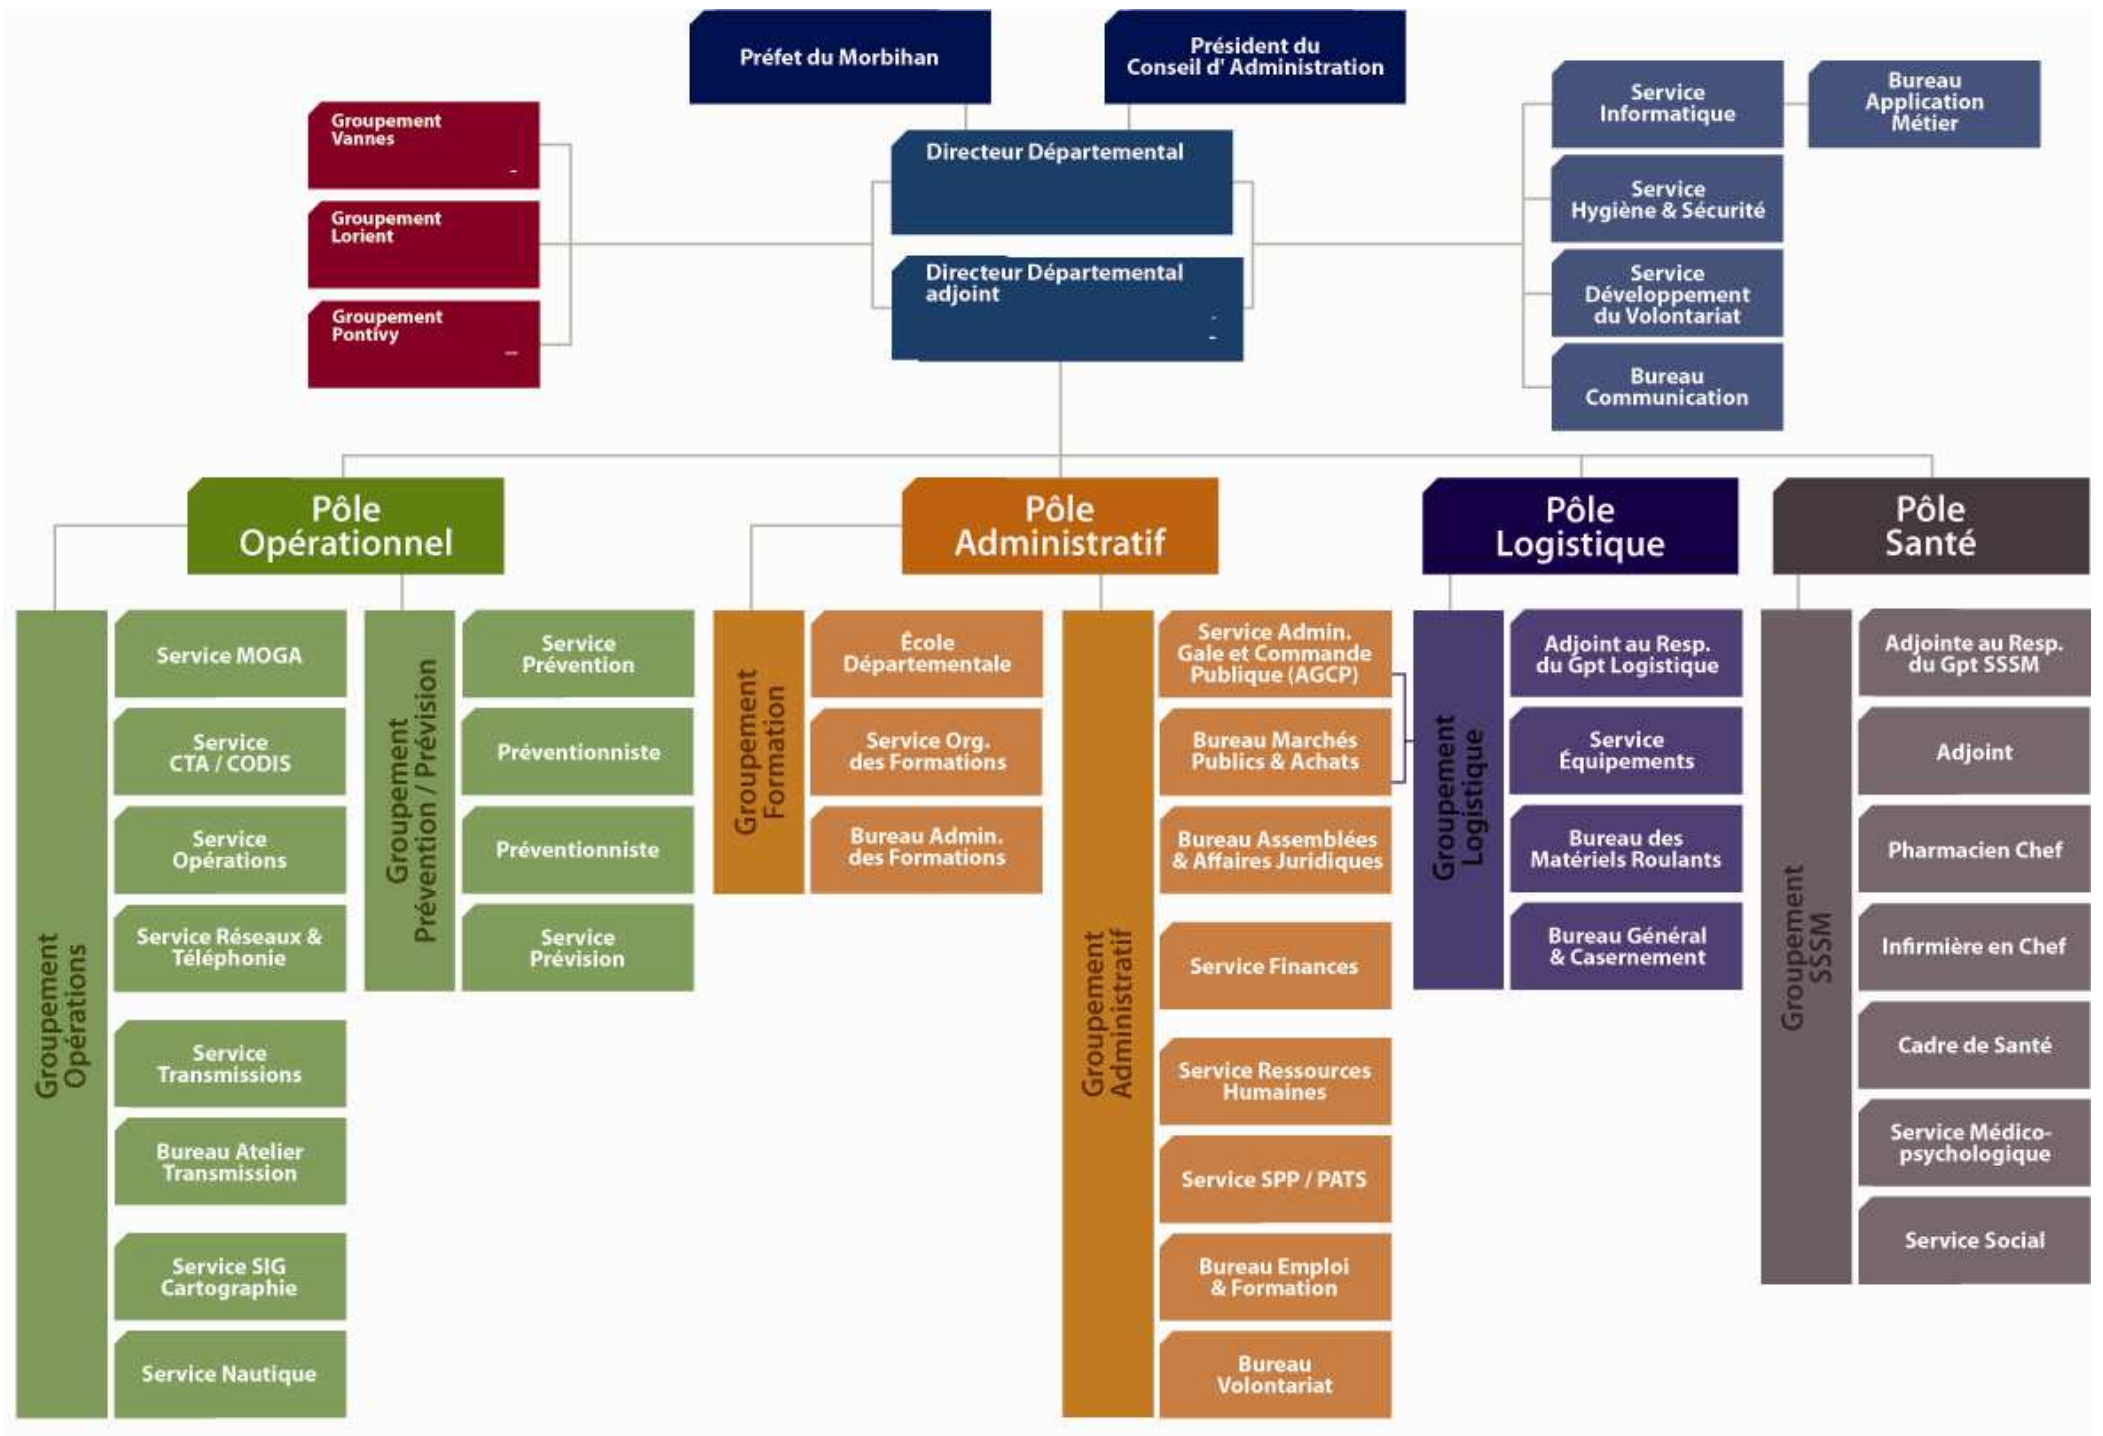 Préfet du Morbihan
Président du
Conseil d' Administration
Groupement
Vannes
Groupement
Lorient
Groupement
Pontivy
Directeur Départemental
Directeur Départemental
adjoint
Service
Informatique
Bureau
Application
Métier
Service
Hygiène & Sécurité
Service
Développement
du Volontariat
Bureau
Communication
Pôle
Opérationnel
Groupement
Opérations
Service MOGA
Service
CTA / CODIS
Service
Opérations
Service Réseaux &
Téléphonie
Service
Transmissions
Bureau Atelier
Transmission
Service SIG
Cartographie
Service Nautique
Groupement
Prévention / Prévision
Service
Prévention
Préventionniste
Préventionniste
Service
Prévision
Pôle
Administratif
Groupement
Formation
École
Départementale
Service Org.
des Formations
Bureau Admin.
des Formations
Groupement
Administratif
Service Admin.
Gale et Commande
Publique (AGCP)
Bureau Marchés
Publics & Achats
Bureau Assemblées
& Affaires Juridiques
Service Finances
Service Ressources
Humaines
Service SPP / PATS
Bureau Emploi
& Formation
Bureau
Volontariat
Pôle
Logistique
Groupement
Logistique
Adjoint au Resp.
du Gpt Logistique
Service
Équipements
Bureau des
Matériels Roulants
Bureau Général
& Casernement
Pôle
Santé
Groupement
SSSM
Adjointe au Resp.
du Gpt SSSM
Adjoint
Pharmacien Chef
Infirmière en Chef
Cadre de Santé
Service Médico-
psychologique
Service Social